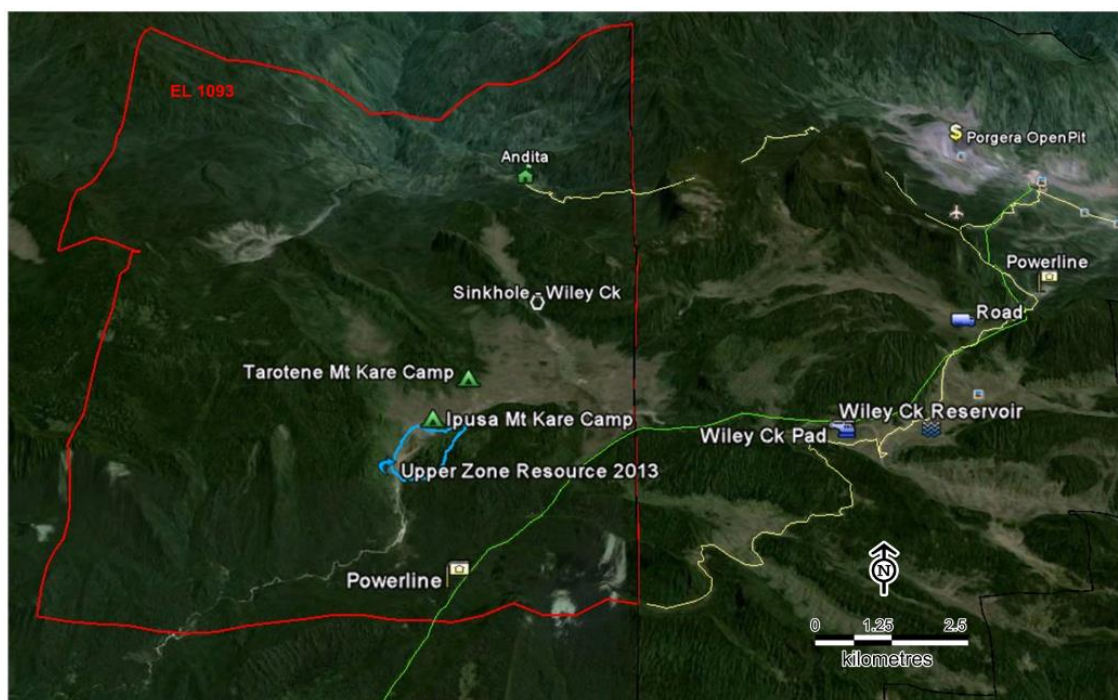 EL 1093
$
Porgera OpenPit
Andita
Powerline
Sinkhole - Wiley Ck
Road
Tarotene Mt Kare Camp
Ipusa Mt Kare Camp
Wiley Ck Reservoir
Wiley Ck Pad
Upper Zone Resource 2013
Powerline
N
0 1.25 2.5
kilometres